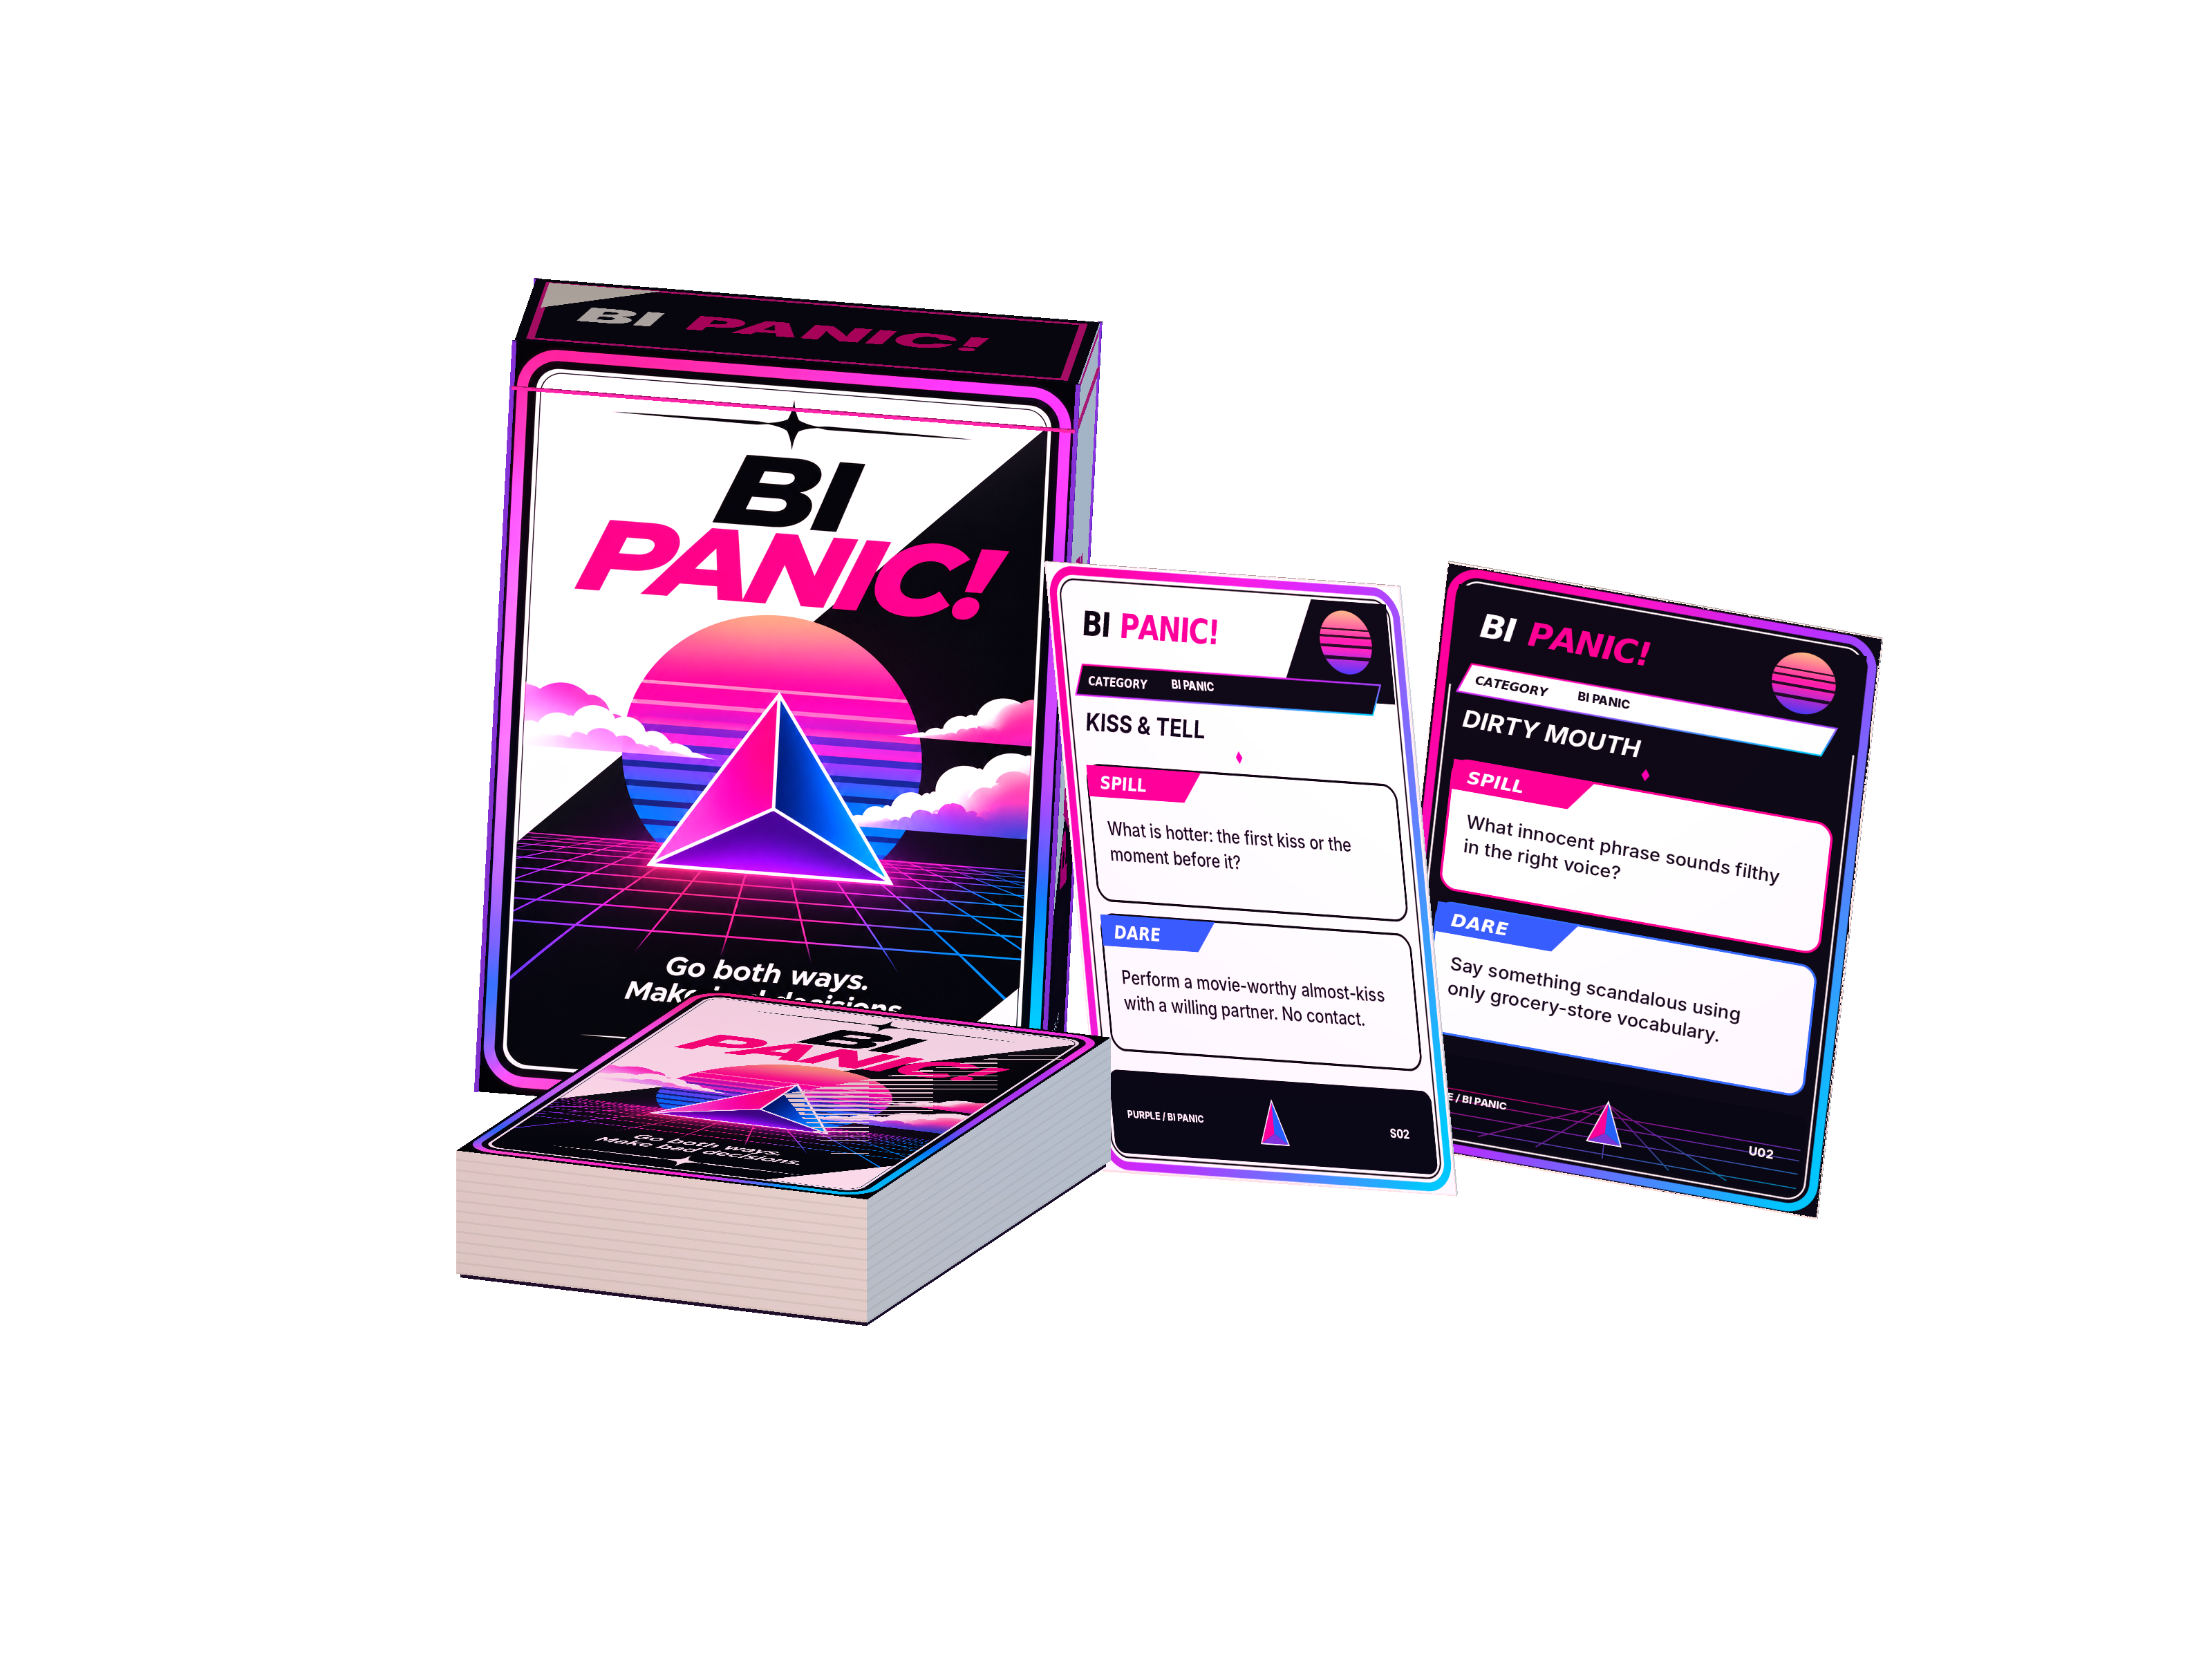 BI PANIC!
BI
PANIC!
Go both ways.
BI
PANIC!
Go both ways.
Make bad decisions.
BI PANIC!
CATEGORY BI PANIC
KISS & TELL
SPILL
What is hotter: the first kiss or the
moment before it?
DARE
Perform a movie-worthy almost-kiss
with a willing partner. No contact.
PURPLE / BI PANIC
S02
BI PANIC!
CATEGORY BI PANIC
DIRTY MOUTH
SPILL
What innocent phrase sounds filthy
in the right voice?
DARE
Say something scandalous using
only grocery-store vocabulary.
/ BI PANIC
U02